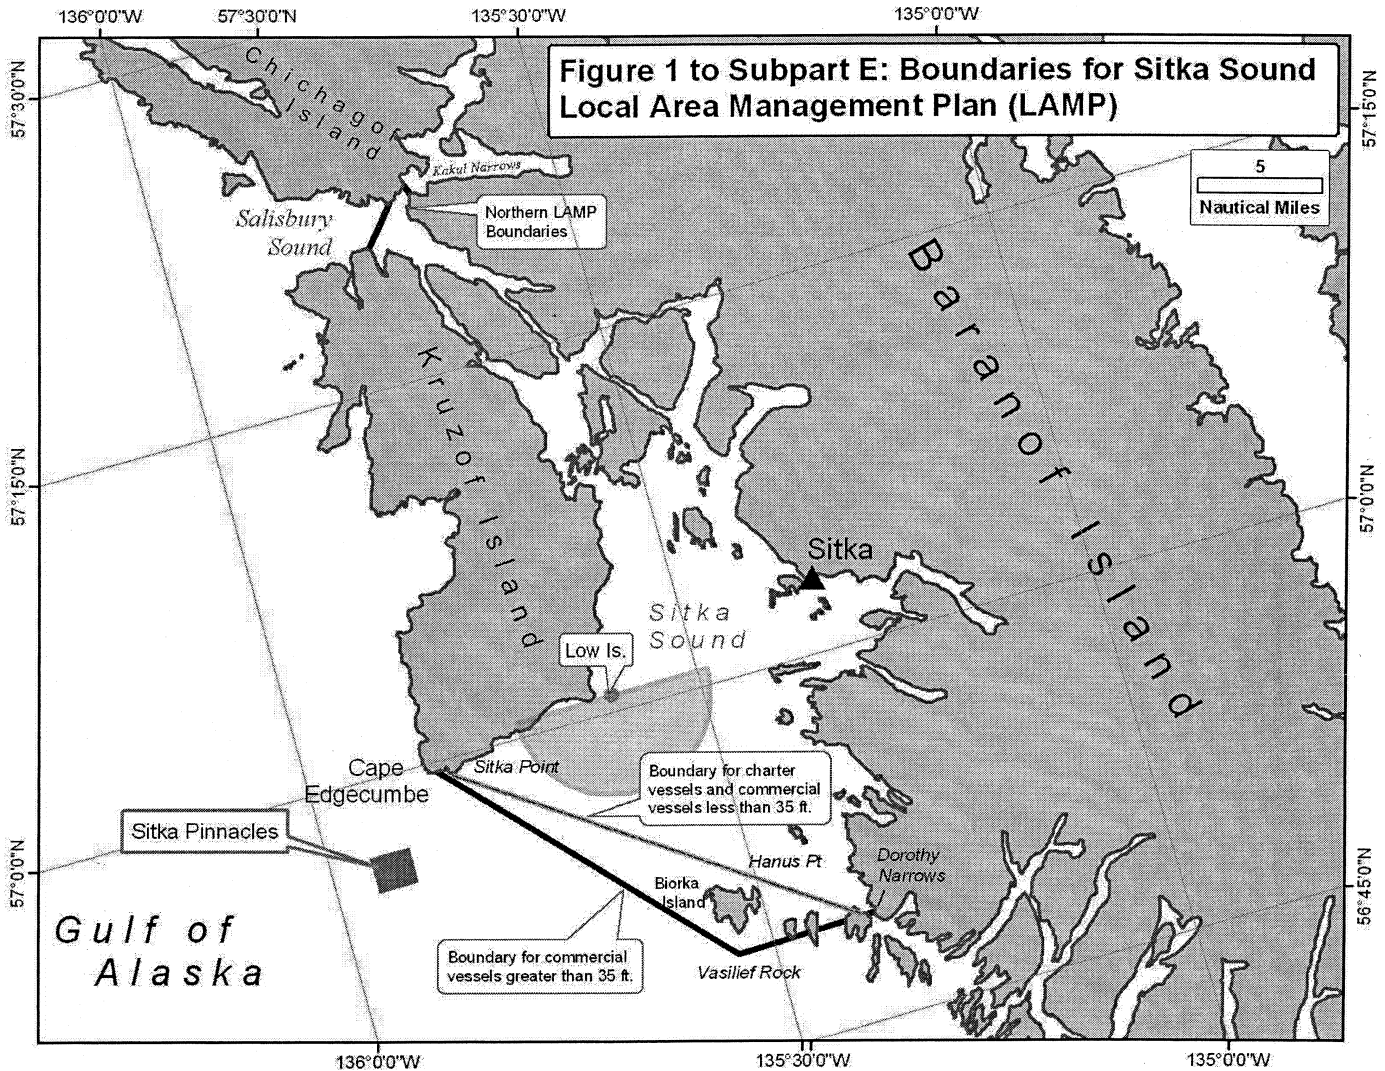 136°0'0"W
57°30'0"N
135°30'0"W
135°0'0"W
Figure 1 to Subpart E: Boundaries for Sitka Sound
Local Area Management Plan (LAMP)
57°30'0"N
57°15'0"N
Chichagof
Island
Kakul Narrows
5
Nautical Miles
Salisbury
Sound
Northern LAMP
Boundaries
Baranof Island
Kruzof Island
57°15'0"N
57°0'0"N
Sitka
Sitka
Sound
Low Is.
Cape
Edgecumbe
Sitka Point
Boundary for charter
vessels and commercial
vessels less than 35 ft.
Sitka Pinnacles
Hanus Pt
Dorothy
Narrows
57°0'0"N
56°45'0"N
Biorka
Island
Gulf of
Alaska
Boundary for commercial
vessels greater than 35 ft.
Vasilief Rock
136°0'0"W
135°30'0"W
135°0'0"W